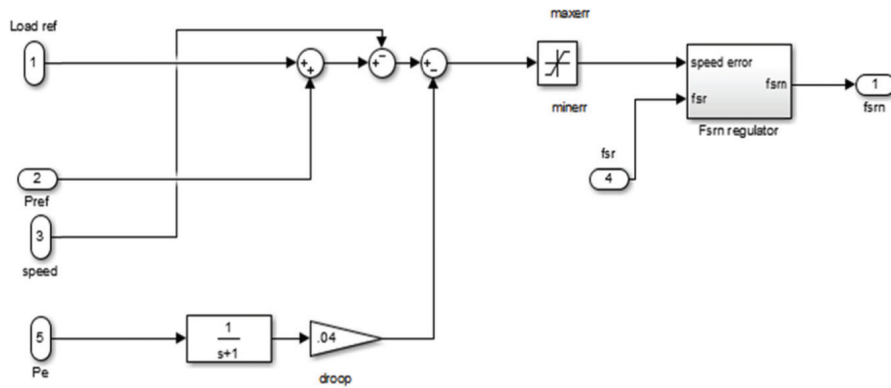 Load ref
1
+
+
+
−
+
−
maxerr
minerr
speed error
fsr
fsrn
Fsrn regulator
1
fsrn
fsr
4
2
Pref
3
speed
5
Pe
1
s+1
.04
droop